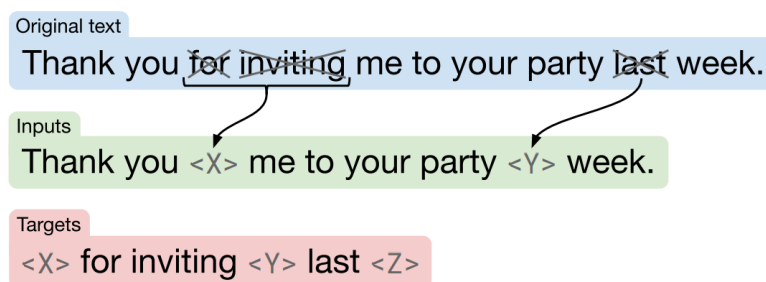 Original text
Thank you for inviting me to your party last week.
Inputs
Thank you <X> me to your party <Y> week.
Targets
<X> for inviting <Y> last <Z>